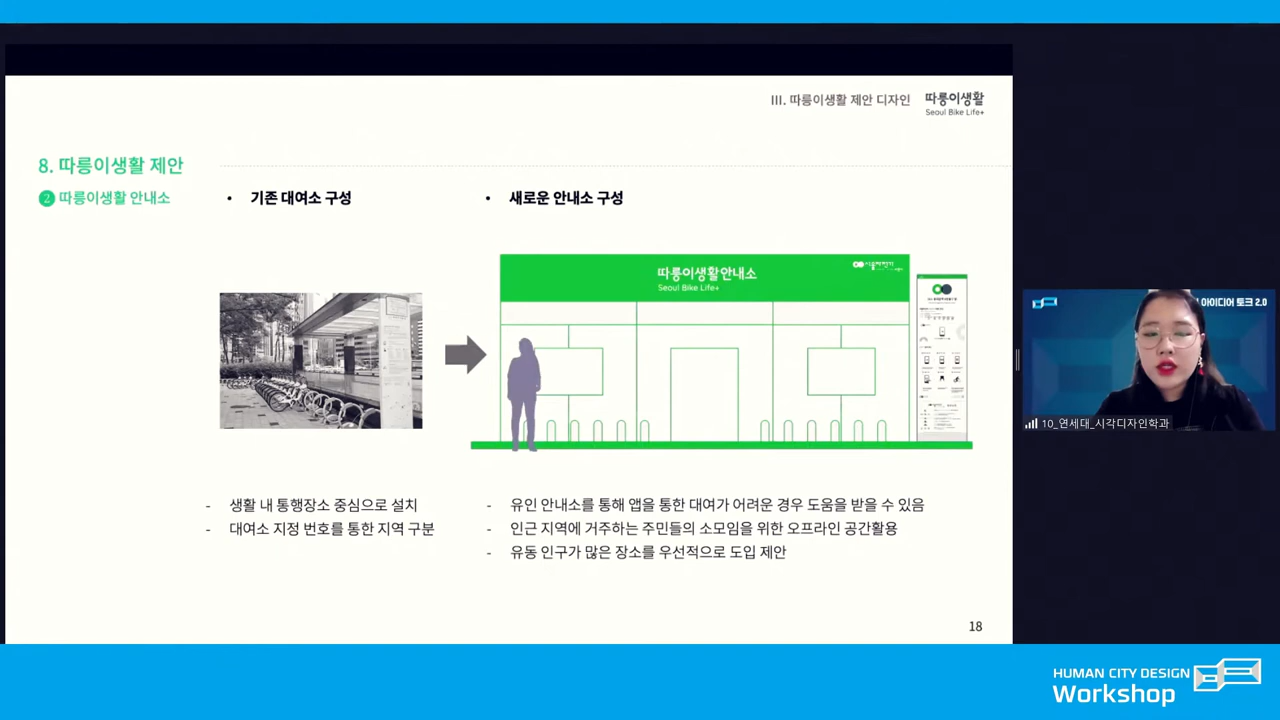 III. 따릉이생활 제안 디자인
따릉이생활
Seoul Bike Life+
8. 따릉이생활 제안
2 따릉이생활 안내소
• 기존 대여소 구성
• 새로운 안내소 구성
따릉이생활안내소
Seoul Bike Life+
- 생활 내 통행장소 중심으로 설치
- 대여소 지정 번호를 통한 지역 구분
- 유인 안내소를 통해 앱을 통한 대여가 어려운 경우 도움을 받을 수 있음
- 인근 지역에 거주하는 주민들의 소모임을 위한 오프라인 공간활용
- 유동 인구가 많은 장소를 우선적으로 도입 제안
18
아이디어 토크 2.0
10_연세대_시각디자인학과
HUMAN CITY DESIGN
Workshop